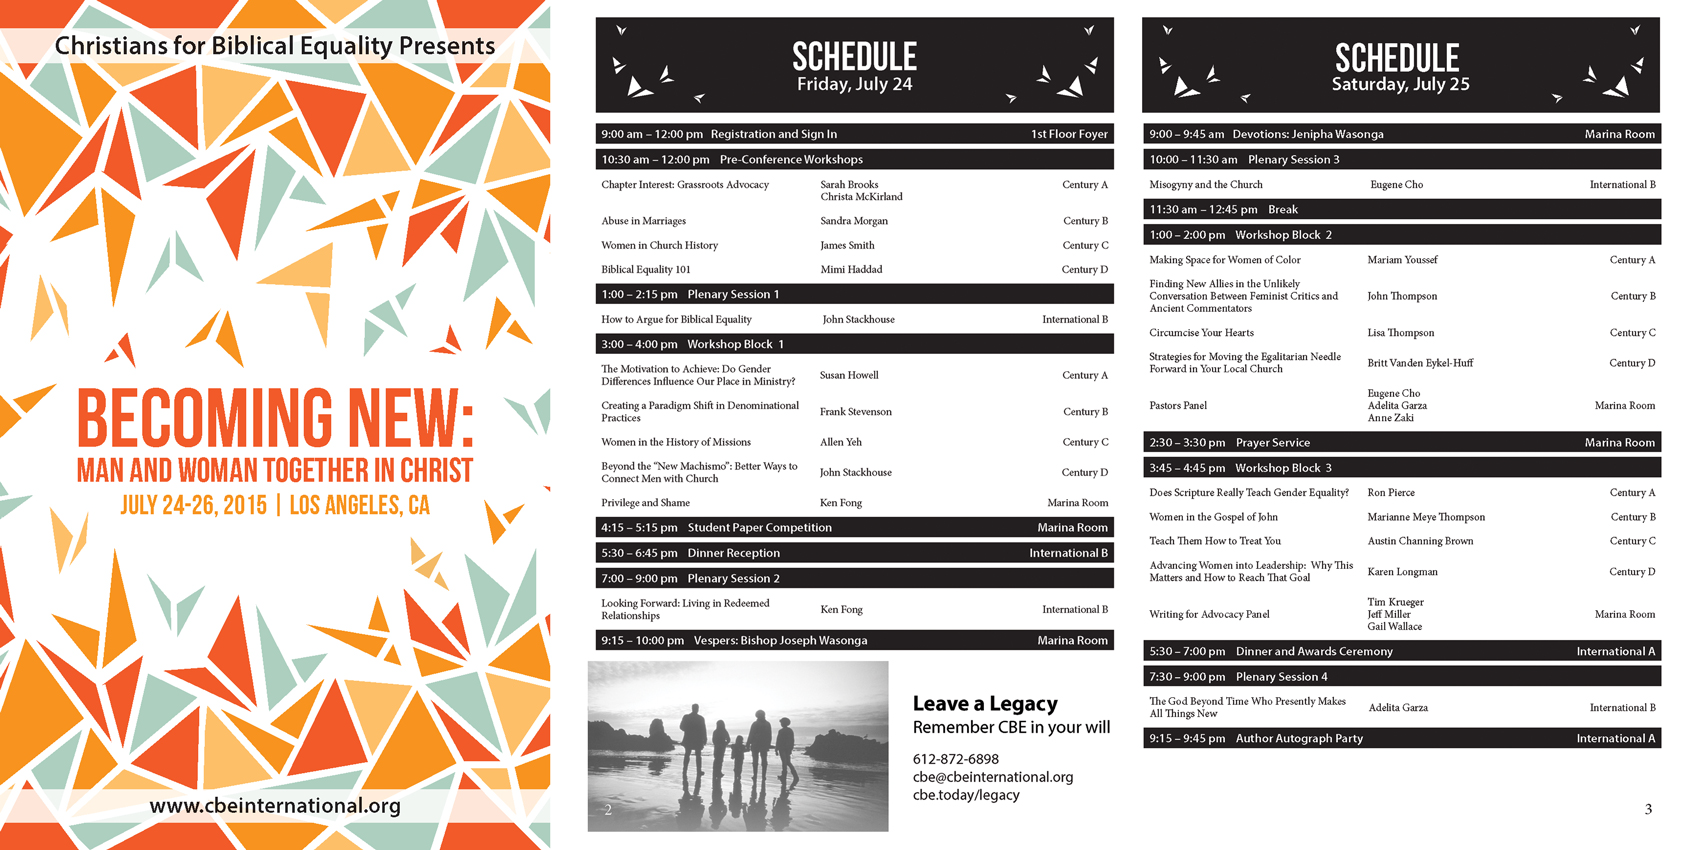 Christians for Biblical Equality Presents
BECOMING NEW:
MAN AND WOMAN TOGETHER IN CHRIST
JULY 24-26, 2015 | LOS ANGELES, CA
www.cbeinternational.org
SCHEDULE
Friday, July 24
9:00 am – 12:00 pm Registration and Sign In 1st Floor Foyer
10:30 am – 12:00 pm Pre-Conference Workshops
Chapter Interest: Grassroots Advocacy Sarah Brooks Century A
Christa McKirland
Abuse in Marriages Sandra Morgan Century B
Women in Church History James Smith Century C
Biblical Equality 101 Mimi Haddad Century D
1:00 – 2:15 pm Plenary Session 1
How to Argue for Biblical Equality John Stackhouse International B
3:00 – 4:00 pm Workshop Block 1
The Motivation to Achieve: Do Gender
Differences Influence Our Place in Ministry? Susan Howell Century A
Creating a Paradigm Shift in Denominational
Practices Frank Stevenson Century B
Women in the History of Missions Allen Yeh Century C
Beyond the “New Machismo”: Better Ways to
Connect Men with Church John Stackhouse Century D
Privilege and Shame Ken Fong Marina Room
4:15 – 5:15 pm Student Paper Competition Marina Room
5:30 – 6:45 pm Dinner Reception International B
7:00 – 9:00 pm Plenary Session 2
Looking Forward: Living in Redeemed
Relationships Ken Fong International B
9:15 – 10:00 pm Vespers: Bishop Joseph Wasonga Marina Room
Leave a Legacy
Remember CBE in your will
612-872-6898
cbe@cbeinternational.org
cbe.today/legacy
2
SCHEDULE
Saturday, July 25
9:00 – 9:45 am Devotions: Jenipha Wasonga Marina Room
10:00 – 11:30 am Plenary Session 3
Misogyny and the Church Eugene Cho International B
11:30 am – 12:45 pm Break
1:00 – 2:00 pm Workshop Block 2
Making Space for Women of Color Mariam Youssef Century A
Finding New Allies in the Unlikely
Conversation Between Feminist Critics and John Thompson Century B
Ancient Commentators
Circumcise Your Hearts Lisa Thompson Century C
Strategies for Moving the Egalitarian Needle
Forward in Your Local Church Britt Vanden Eykel-Huff Century D
Eugene Cho
Pastors Panel Adelita Garza Marina Room
Anne Zaki
2:30 – 3:30 pm Prayer Service Marina Room
3:45 – 4:45 pm Workshop Block 3
Does Scripture Really Teach Gender Equality? Ron Pierce Century A
Women in the Gospel of John Marianne Meye Thompson Century B
Teach Them How to Treat You Austin Channing Brown Century C
Advancing Women into Leadership: Why This
Matters and How to Reach That Goal Karen Longman Century D
Tim Krueger
Writing for Advocacy Panel Jeff Miller Marina Room
Gail Wallace
5:30 – 7:00 pm Dinner and Awards Ceremony International A
7:30 – 9:00 pm Plenary Session 4
The God Beyond Time Who Presently Makes
All Things New Adelita Garza International B
9:15 – 9:45 pm Author Autograph Party International A
3